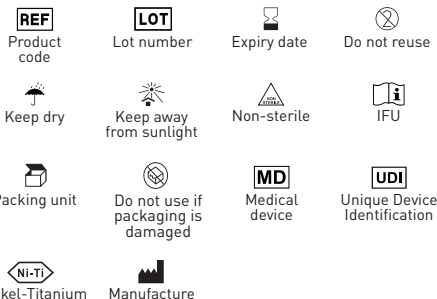 REF
LOT
Product
code
Lot number
Expiry date
Do not reuse
NON
STERILE
i
Keep dry
Keep away
from sunlight
Non-sterile
IFU
MD
UDI
acking unit
Do not use if
packaging is
damaged
Medical
device
Unique Device
Identification
Ni-Ti
kel-Titanium
Manufacture